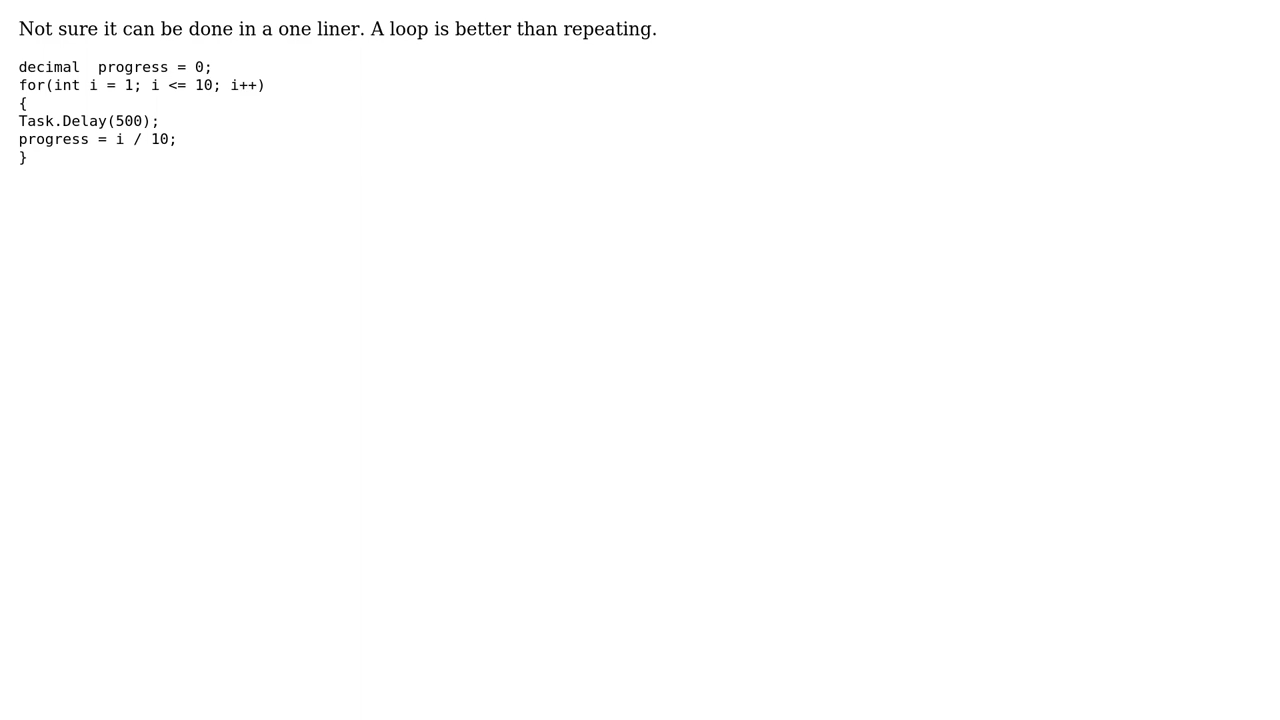 Not sure it can be done in a one liner. A loop is better than repeating.
decimal  progress = 0;
for(int i = 1; i <= 10; i++)
{
Task.Delay(500);
progress = i / 10;
}